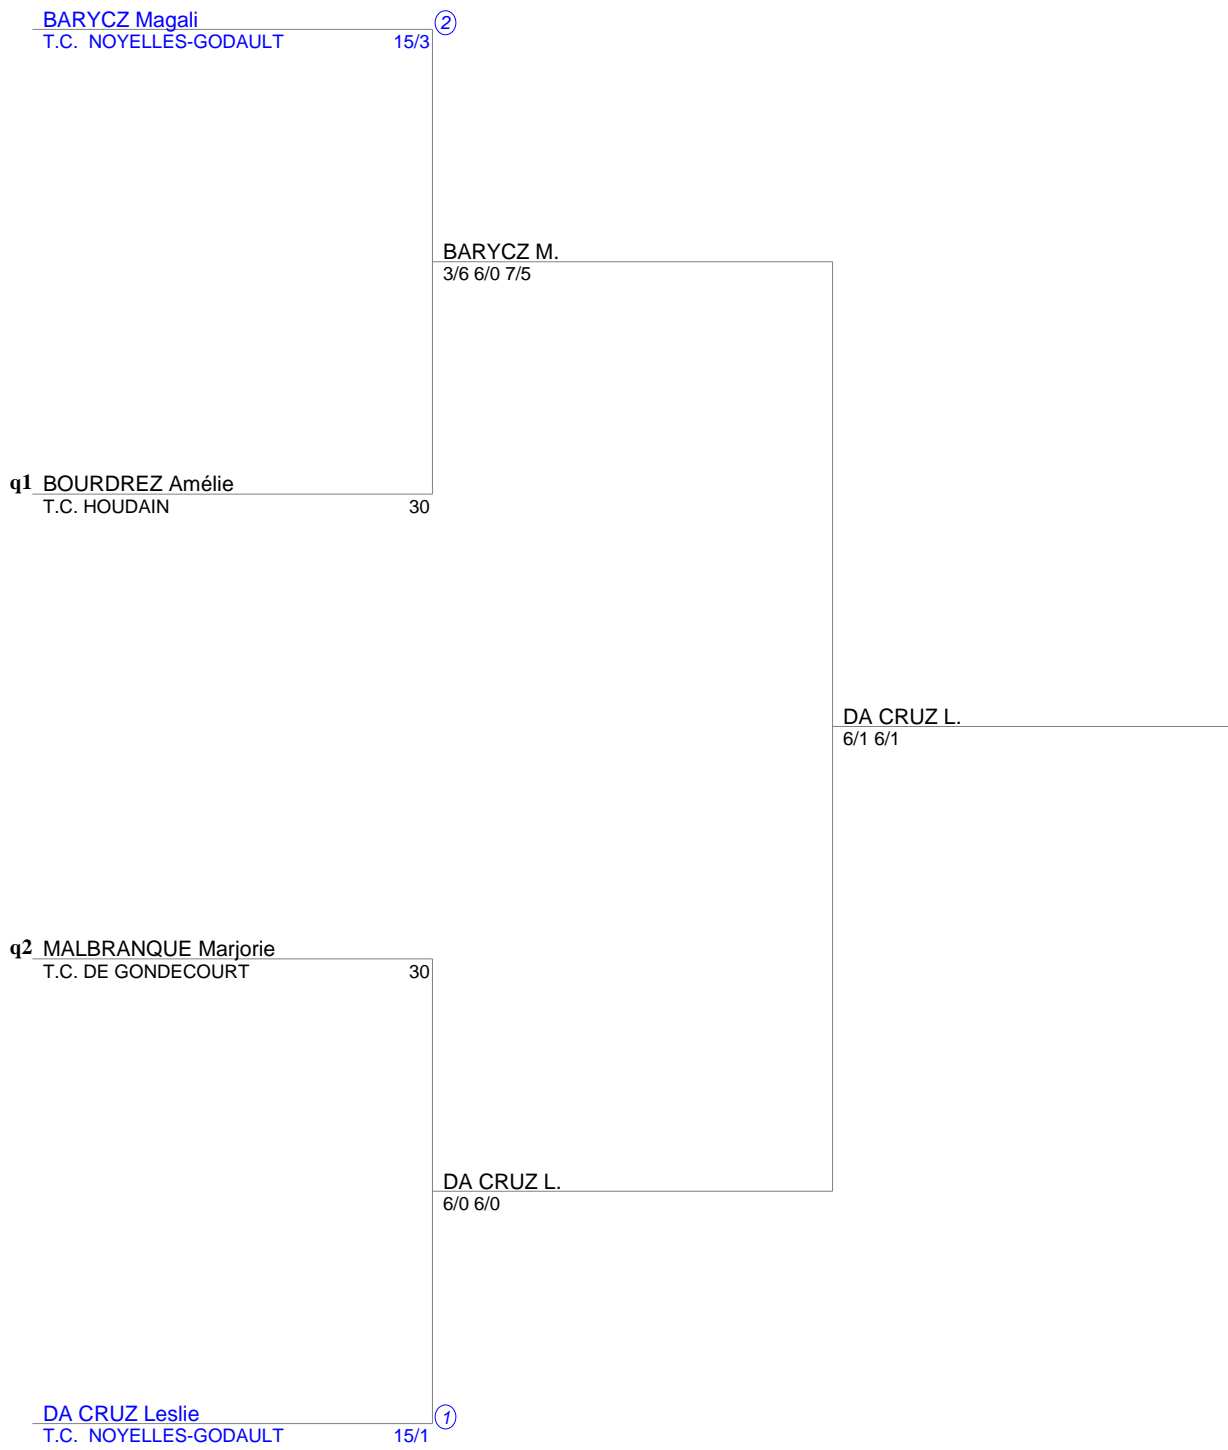 BARYCZ Magali 2
T.C. NOYELLES-GODAULT 15/3
BARYCZ M.
3/6 6/0 7/5
q1 BOURDREZ Amélie
T.C. HOUDAIN 30
DA CRUZ L.
6/1 6/1
q2 MALBRANQUE Marjorie
T.C. DE GONDECOURT 30
DA CRUZ L.
6/0 6/0
DA CRUZ Leslie 1
T.C. NOYELLES-GODAULT 15/1